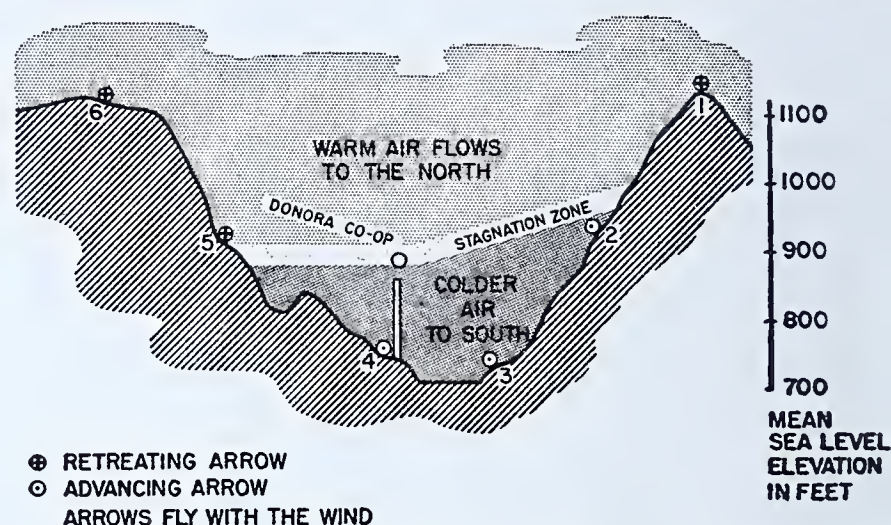 6
1
1100
WARM AIR FLOWS
TO THE NORTH
1000
DONORA CO-OP
STAGNATION ZONE
5
2
900
COLDER
AIR
TO SOUTH
800
4
3
700
MEAN
SEA LEVEL
ELEVATION
IN FEET
⊕ RETREATING ARROW
⊙ ADVANCING ARROW
ARROWS FLY WITH THE WIND